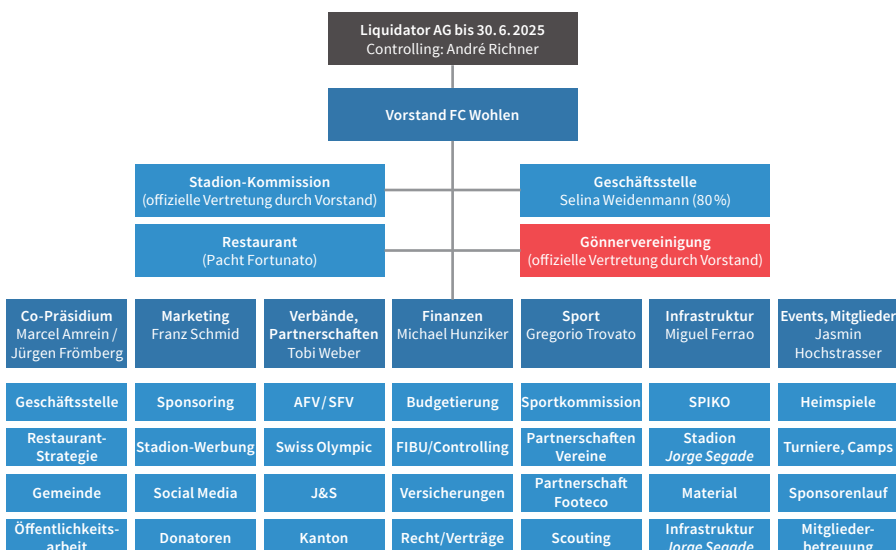 Liquidator AG bis 30.6.2025
Controlling: André Richner
Vorstand FC Wohlen
Stadion-Kommission
(offizielle Vertretung durch Vorstand)
Geschäftsstelle
Selina Weidenmann (80%)
Restaurant
(Pacht Fortunato)
Gönnervereinigung
(offizielle Vertretung durch Vorstand)
Co-Präsidium
Marcel Amrein /
Jürgen Frömberg
Marketing
Franz Schmid
Verbände,
Partnerschaften
Tobi Weber
Finanzen
Michael Hunziker
Sport
Gregorio Trovato
Infrastruktur
Miguel Ferrao
Events, Mitglieder
Jasmin
Hochstrasser
Geschäftsstelle
Sponsoring
AFV/SFV
Budgetierung
Sportkommission
SPIKO
Heimspiele
Restaurant-
Strategie
Stadion-Werbung
Swiss Olympic
FIBU/Controlling
Partnerschaften
Vereine
Stadion
Jorge Segade
Turniere, Camps
Gemeinde
Social Media
J&S
Versicherungen
Partnerschaft
Footeco
Material
Sponsorenlauf
Öffentlichkeits-
arbeit
Donatoren
Kanton
Recht/Verträge
Scouting
Infrastruktur
Jorge Segade
Mitglieder-
betreuung